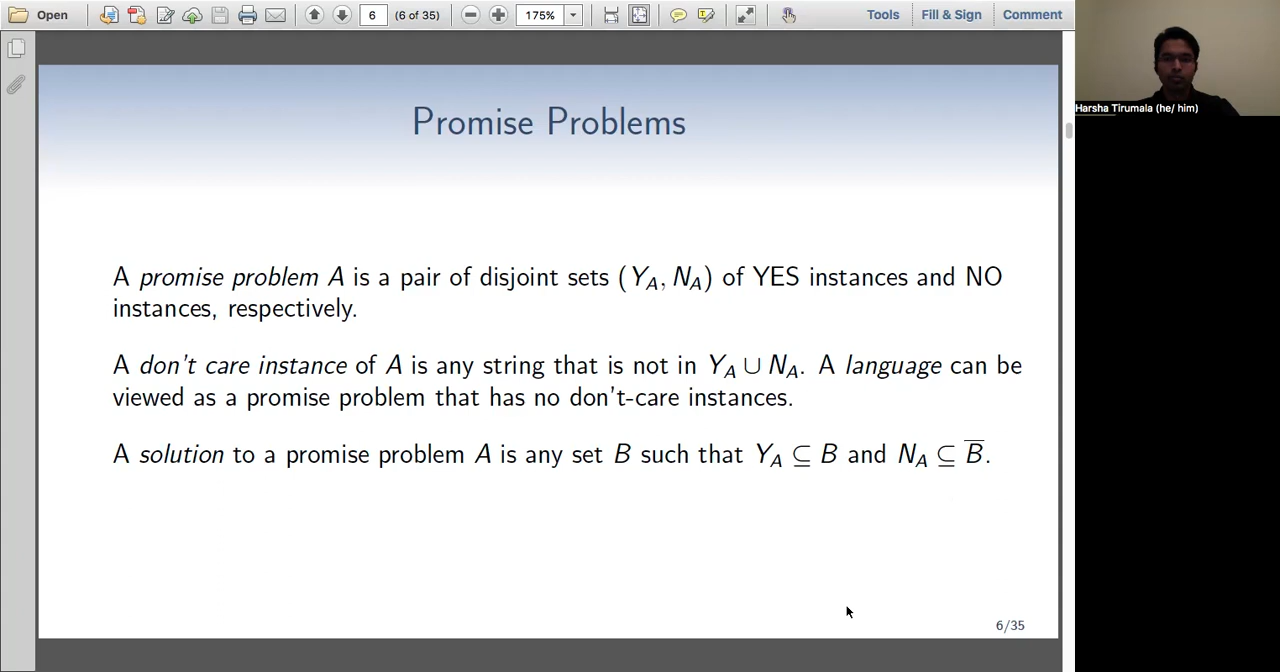 Open
6
(6 of 35)
175%
Tools
Fill & Sign
Comment
Harsha Tirumala (he/ him)
Promise Problems
A promise problem A is a pair of disjoint sets (Y_A, N_A) of YES instances and NO
instances, respectively.
A don't care instance of A is any string that is not in Y_A ∪ N_A. A language can be
viewed as a promise problem that has no don't-care instances.
A solution to a promise problem A is any set B such that Y_A ⊆ B and N_A ⊆ B̅.
6/35